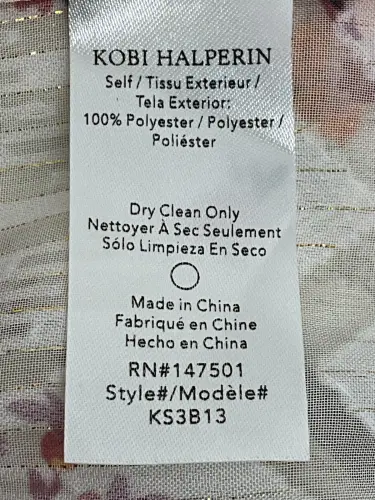 KOBI HALPERIN
Self / Tissu Exterieur /
Tela Exterior:
100% Polyester / Polyester /
Poliéster
Dry Clean Only
Nettoyer À Sec Seulement
Sólo Limpieza En Seco
Made in China
Fabriqué en Chine
Hecho en China
RN#147501
Style#/Modèle#
KS3B13